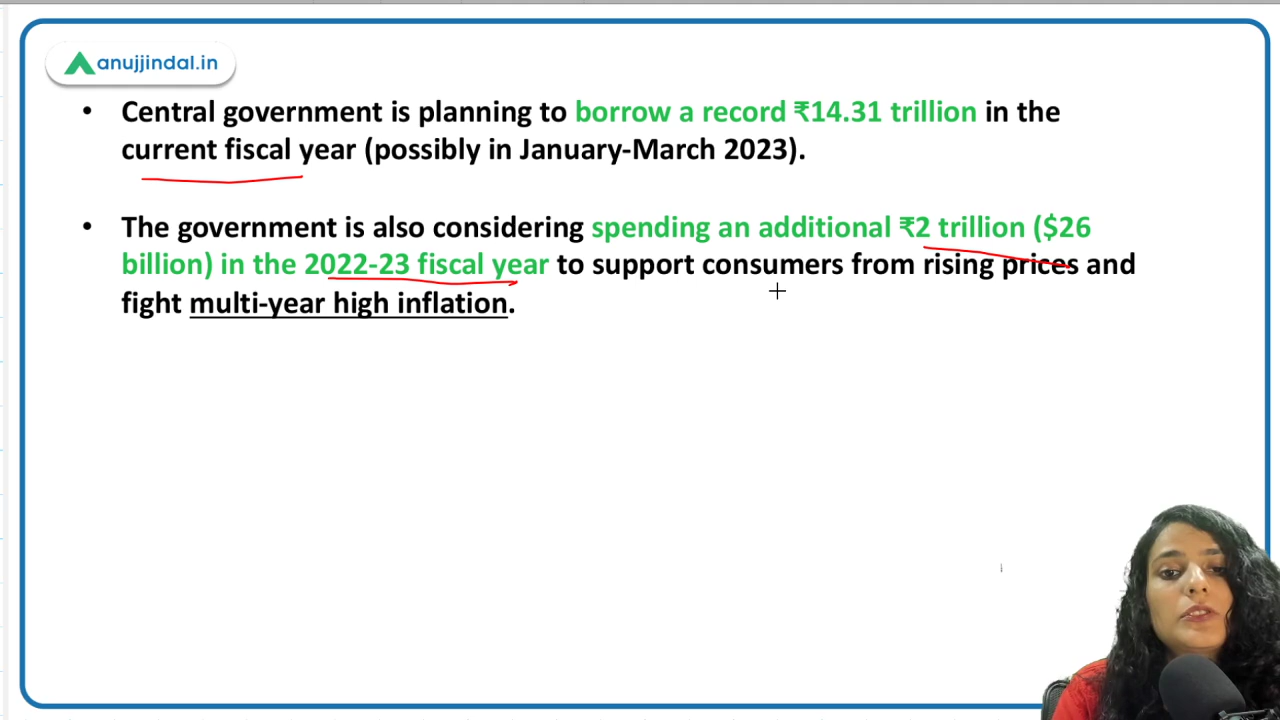 anujjindal.in
• Central government is planning to borrow a record ₹14.31 trillion in the
current fiscal year (possibly in January-March 2023).
• The government is also considering spending an additional ₹2 trillion ($26
billion) in the 2022-23 fiscal year to support consumers from rising prices and
fight multi-year high inflation.